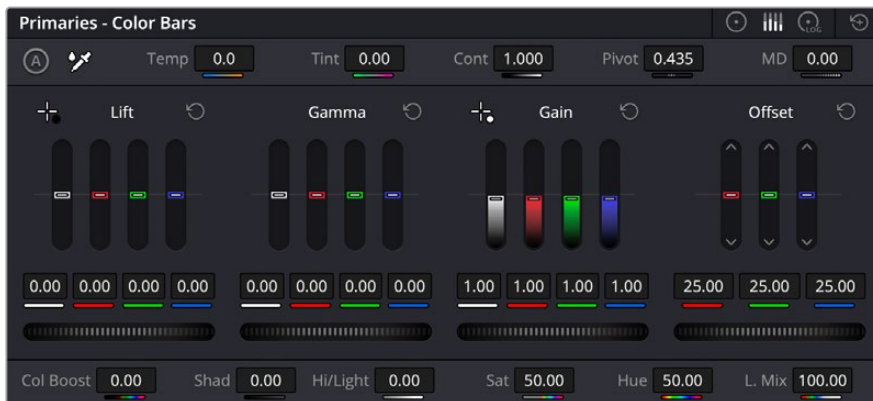 Primaries - Color Bars
LOG
A Temp 0.0 Tint 0.00 Cont 1.000 Pivot 0.435 MD 0.00
Lift Gamma Gain Offset
0.00 0.00 0.00 0.00 0.00 0.00 0.00 0.00 1.00 1.00 1.00 1.00 25.00 25.00 25.00
Col Boost 0.00 Shad 0.00 Hi/Light 0.00 Sat 50.00 Hue 50.00 L. Mix 100.00